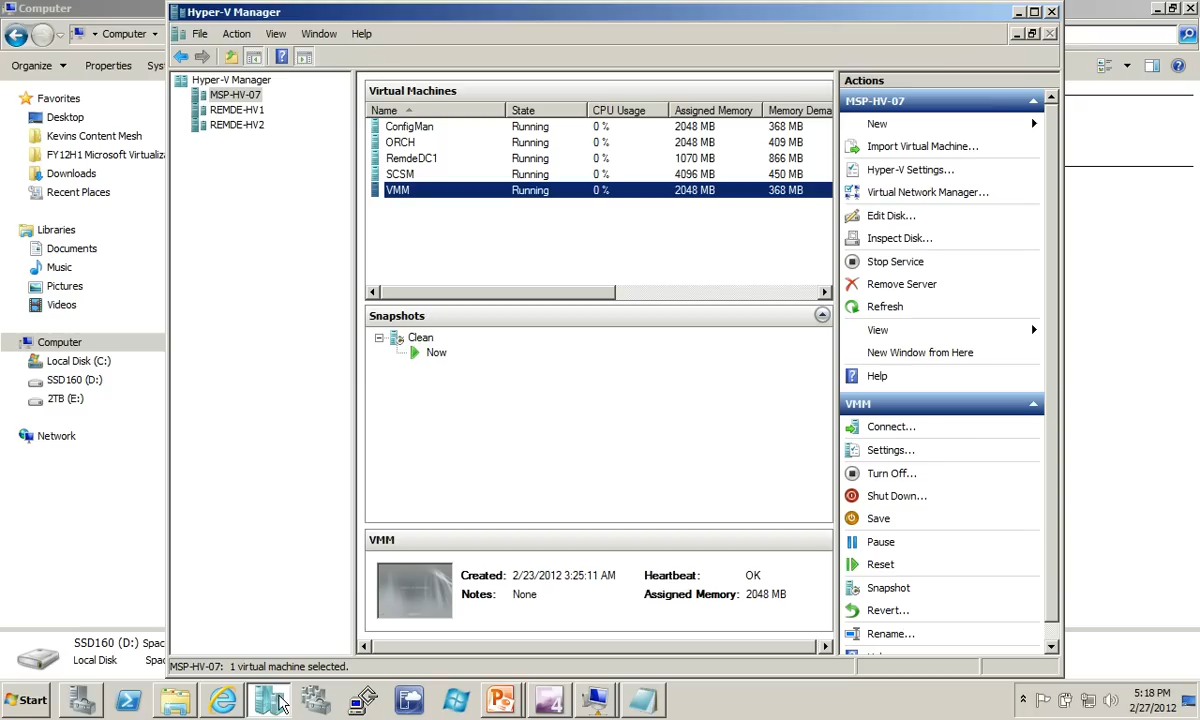 Computer
Hyper-V Manager
Computer
File Action View Window Help
Organize Properties Sys
Hyper-V Manager
MSP-HV-07
REMDE-HV1
REMDE-HV2
Favorites
Desktop
Kevins Content Mesh
FY12H1 Microsoft Virtualiza
Downloads
Recent Places
Libraries
Documents
Music
Pictures
Videos
Computer
Local Disk (C:)
SSD160 (D:)
2TB (E:)
Network
SSD160 (D:) Spac
Local Disk Spa
Virtual Machines
Name State CPU Usage Assigned Memory Memory Dema
ConfigMan Running 0 % 2048 MB 368 MB
ORCH Running 0 % 2048 MB 409 MB
RemdeDC1 Running 0 % 1070 MB 866 MB
SCSM Running 0 % 4096 MB 450 MB
VMM Running 0 % 2048 MB 368 MB
Snapshots
Clean
Now
VMM
Created: 2/23/2012 3:25:11 AM Heartbeat: OK
Notes: None Assigned Memory: 2048 MB
Actions
MSP-HV-07
New
Import Virtual Machine...
Hyper-V Settings...
Virtual Network Manager...
Edit Disk...
Inspect Disk...
Stop Service
Remove Server
Refresh
View
New Window from Here
Help
VMM
Connect...
Settings...
Turn Off...
Shut Down...
Save
Pause
Reset
Snapshot
Revert...
Rename...
MSP-HV-07: 1 virtual machine selected.
Start
5:18 PM
2/27/2012